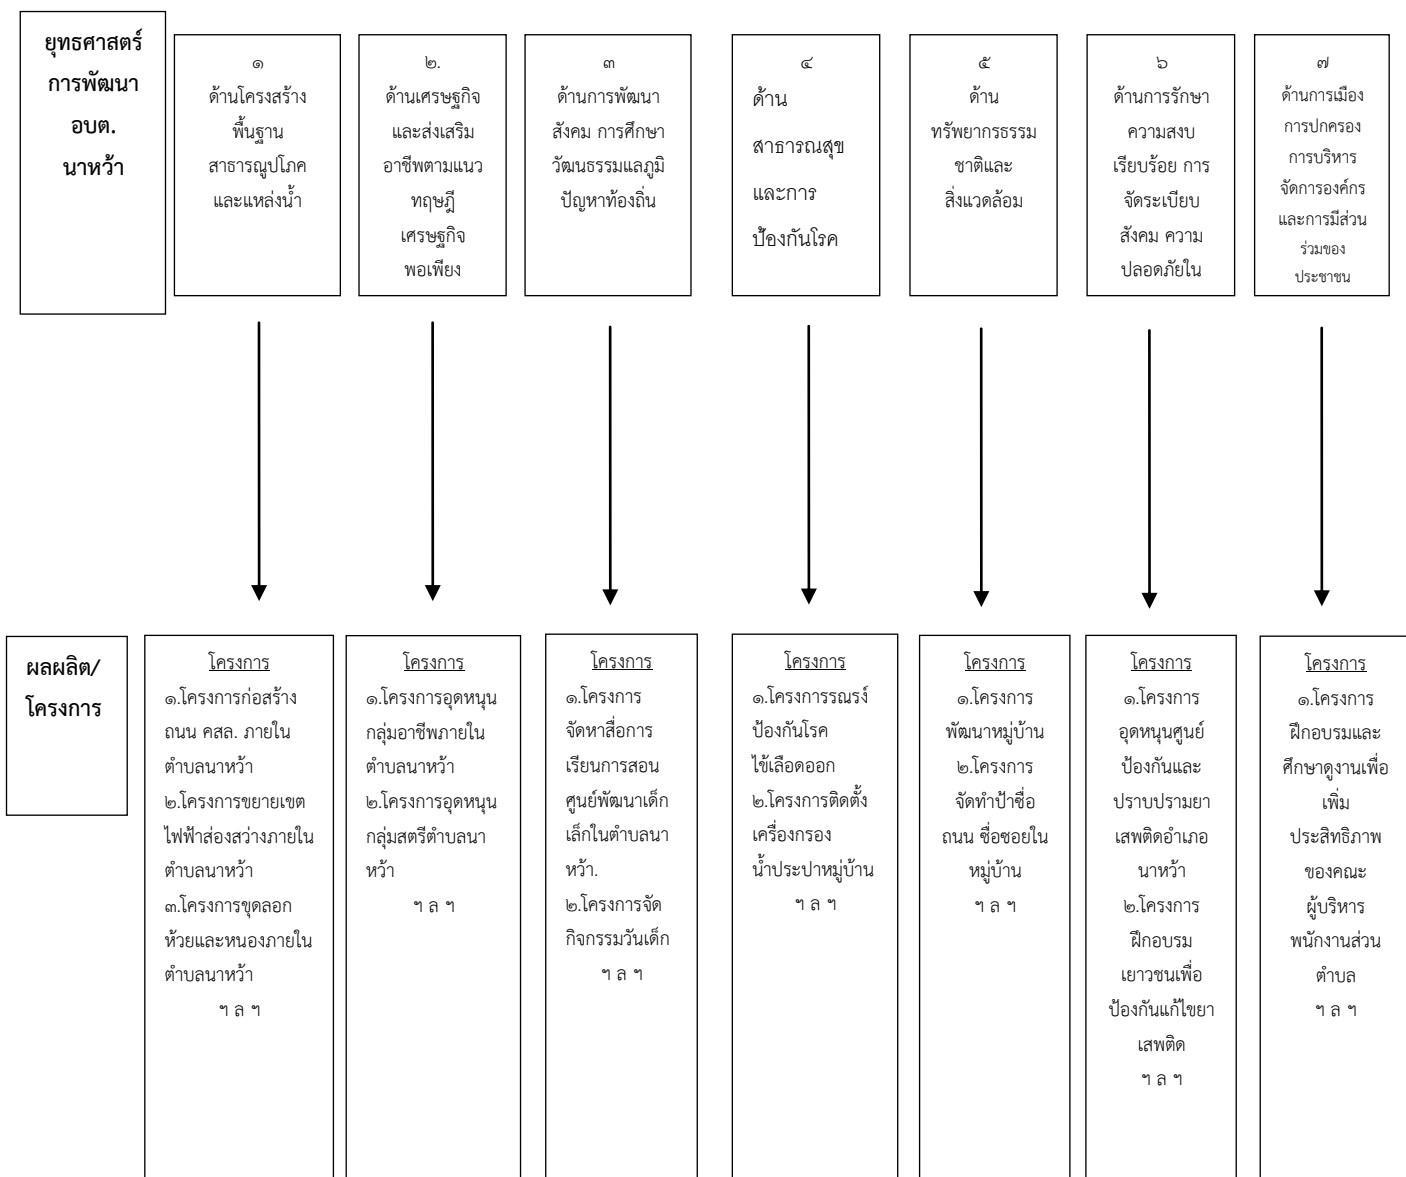 ยุทธศาสตร์
การพัฒนา
อบต.
นาหว้า
๑
ด้านโครงสร้าง
พื้นฐาน
สาธารณูปโภค
และแหล่งน้ำ
๒.
ด้านเศรษฐกิจ
และส่งเสริม
อาชีพตามแนว
ทฤษฎี
เศรษฐกิจ
พอเพียง
๓
ด้านการพัฒนา
สังคม การศึกษา
วัฒนธรรมแลภูมิ
ปัญหาท้องถิ่น
๔
ด้าน
สาธารณสุข
และการ
ป้องกันโรค
๕
ด้าน
ทรัพยากรธรรม
ชาติและ
สิ่งแวดล้อม
๖
ด้านการรักษา
ความสงบ
เรียบร้อย การ
จัดระเบียบ
สังคม ความ
ปลอดภัยใน
๗
ด้านการเมือง
การปกครอง
การบริหาร
จัดการองค์กร
และการมีส่วน
ร่วมของ
ประชาชน
ผลผลิต/
โครงการ
โครงการ
๑.โครงการก่อสร้าง
ถนน คสล. ภายใน
ตำบลนาหว้า
๒.โครงการขยายเขต
ไฟฟ้าส่องสว่างภายใน
ตำบลนาหว้า
๓.โครงการขุดลอก
ห้วยและหนองภายใน
ตำบลนาหว้า
ฯ ล ฯ
โครงการ
๑.โครงการอุดหนุน
กลุ่มอาชีพภายใน
ตำบลนาหว้า
๒.โครงการอุดหนุน
กลุ่มสตรีตำบลนา
หว้า
ฯ ล ฯ
โครงการ
๑.โครงการ
จัดหาสื่อการ
เรียนการสอน
ศูนย์พัฒนาเด็ก
เล็กในตำบลนา
หว้า.
๒.โครงการจัด
กิจกรรมวันเด็ก
ฯ ล ฯ
โครงการ
๑.โครงการรณรงค์
ป้องกันโรค
ไข้เลือดออก
๒.โครงการติดตั้ง
เครื่องกรอง
น้ำประปาหมู่บ้าน
ฯ ล ฯ
โครงการ
๑.โครงการ
พัฒนาหมู่บ้าน
๒.โครงการ
จัดทำป้าชื่อ
ถนน ชื่อซอยใน
หมู่บ้าน
ฯ ล ฯ
โครงการ
๑.โครงการ
อุดหนุนศูนย์
ป้องกันและ
ปราบปรามยา
เสพติดอำเภอ
นาหว้า
๒.โครงการ
ฝึกอบรม
เยาวชนเพื่อ
ป้องกันแก้ไขยา
เสพติด
ฯ ล ฯ
โครงการ
๑.โครงการ
ฝึกอบรมและ
ศึกษาดูงานเพื่อ
เพิ่ม
ประสิทธิภาพ
ของคณะ
ผู้บริหาร
พนักงานส่วน
ตำบล
ฯ ล ฯ